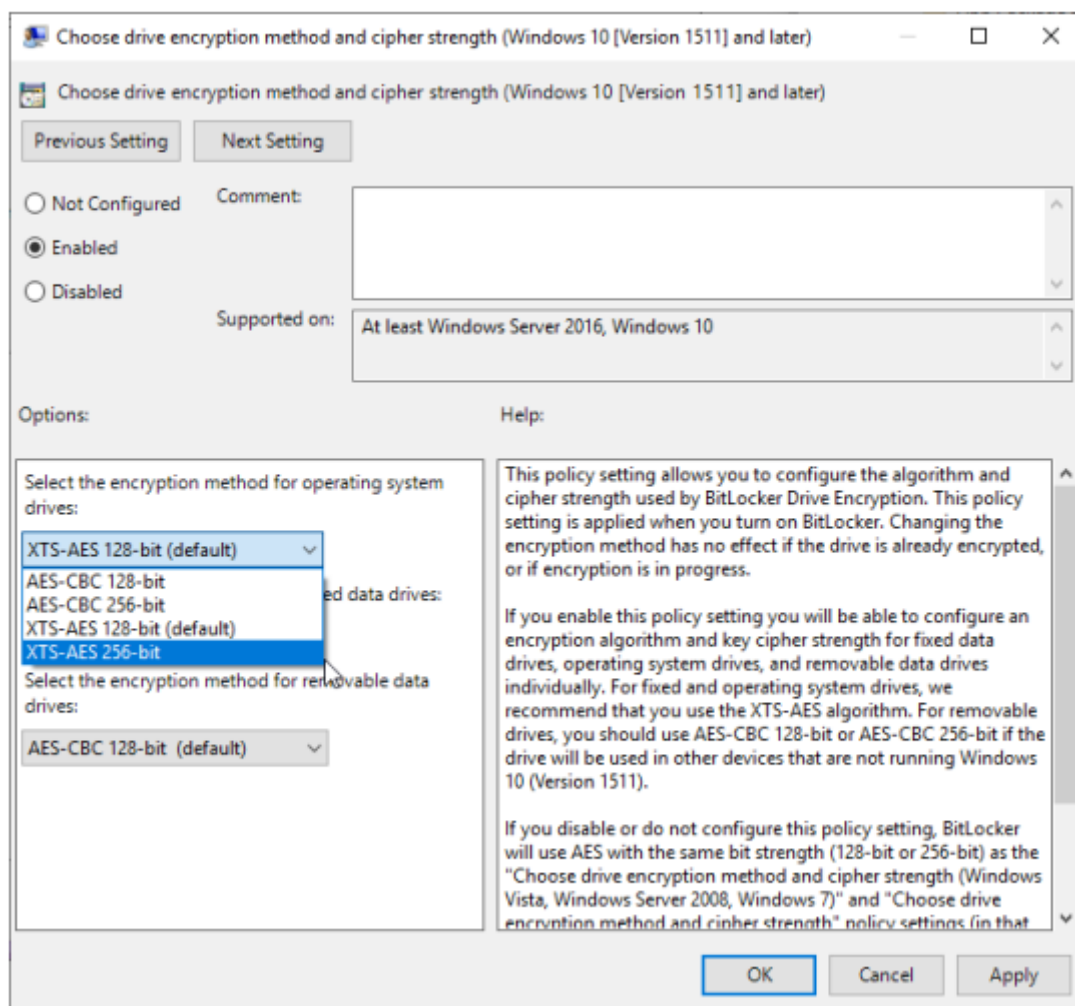 Choose drive encryption method and cipher strength (Windows 10 [Version 1511] and later)
Choose drive encryption method and cipher strength (Windows 10 [Version 1511] and later)
Previous Setting
Next Setting
Not Configured
Enabled
Disabled
Comment:
Supported on:
At least Windows Server 2016, Windows 10
Options:
Help:
Select the encryption method for operating system
drives:
XTS-AES 128-bit (default)
AES-CBC 128-bit
AES-CBC 256-bit
XTS-AES 128-bit (default)
XTS-AES 256-bit
data drives:
Select the encryption method for removable data
drives:
AES-CBC 128-bit (default)
This policy setting allows you to configure the algorithm and
cipher strength used by BitLocker Drive Encryption. This policy
setting is applied when you turn on BitLocker. Changing the
encryption method has no effect if the drive is already encrypted,
or if encryption is in progress.
If you enable this policy setting you will be able to configure an
encryption algorithm and key cipher strength for fixed data
drives, operating system drives, and removable data drives
individually. For fixed and operating system drives, we
recommend that you use the XTS-AES algorithm. For removable
drives, you should use AES-CBC 128-bit or AES-CBC 256-bit if the
drive will be used in other devices that are not running Windows
10 (Version 1511).
If you disable or do not configure this policy setting, BitLocker
will use AES with the same bit strength (128-bit or 256-bit) as the
"Choose drive encryption method and cipher strength (Windows
Vista, Windows Server 2008, Windows 7)" and "Choose drive
encryption method and cipher strength" policy settings (in that
OK
Cancel
Apply